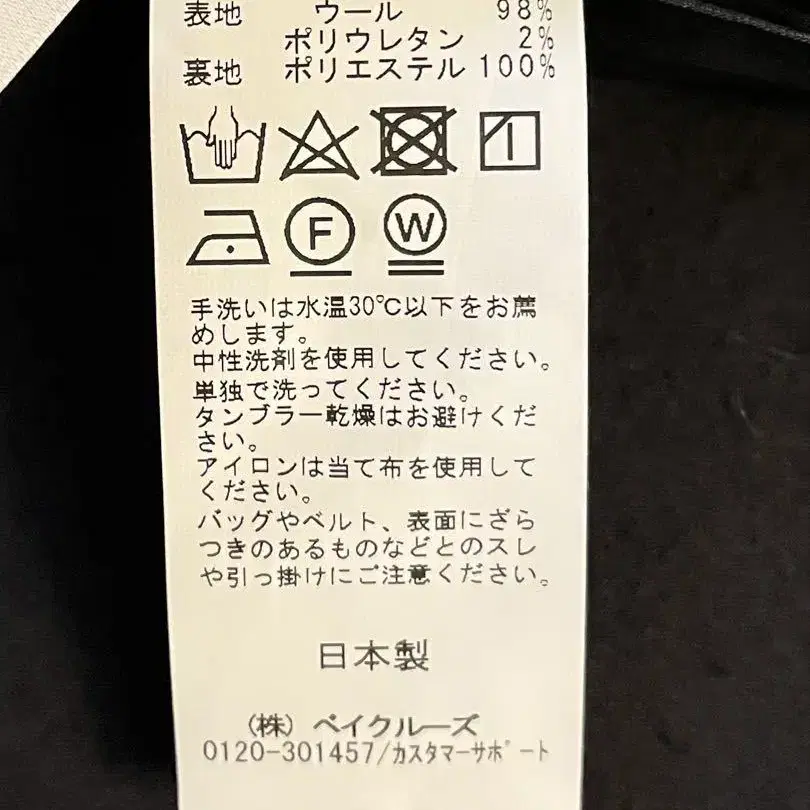 表地 ウール 98%
ポリウレタン 2%
裏地 ポリエステル 100%
F W
手洗いは水温30℃以下をお薦
めします。
中性洗剤を使用してください。
単独で洗ってください。
タンブラー乾燥はお避けくだ
さい。
アイロンは当て布を使用して
ください。
バッグやベルト、表面にざら
つきのあるものなどとのスレ
や引っ掛けにご注意ください。
日本製
(株) ベイクルーズ
0120-301457/カスタマーサポート